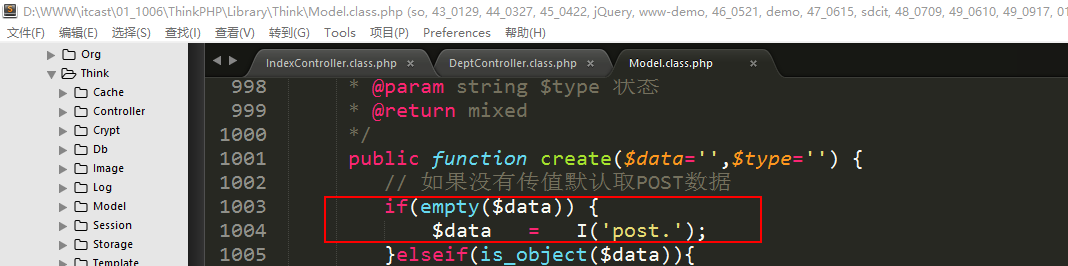 D:\WWW\itcast\01_1006\ThinkPHP\Library\Think\Model.class.php (so, 43_0129, 44_0327, 45_0422, jQuery, www-demo, 46_0521, demo, 47_0615, sdcit, 48_0709, 49_0610, 49_0917, 01
文件(F) 编辑(E) 选择(S) 查找(I) 查看(V) 转到(G) Tools 项目(P) Preferences 帮助(H)
Org
Think
Cache
Controller
Crypt
Db
Image
Log
Model
Session
Storage
Template
IndexController.class.php × DeptController.class.php × Model.class.php ×
998 * @param string $type 状态
999 * @return mixed
1000 */
1001 public function create($data='',$type='') {
1002 // 如果没有传值默认取POST数据
1003 if(empty($data)) {
1004 $data = I('post.');
1005 }elseif(is_object($data)){